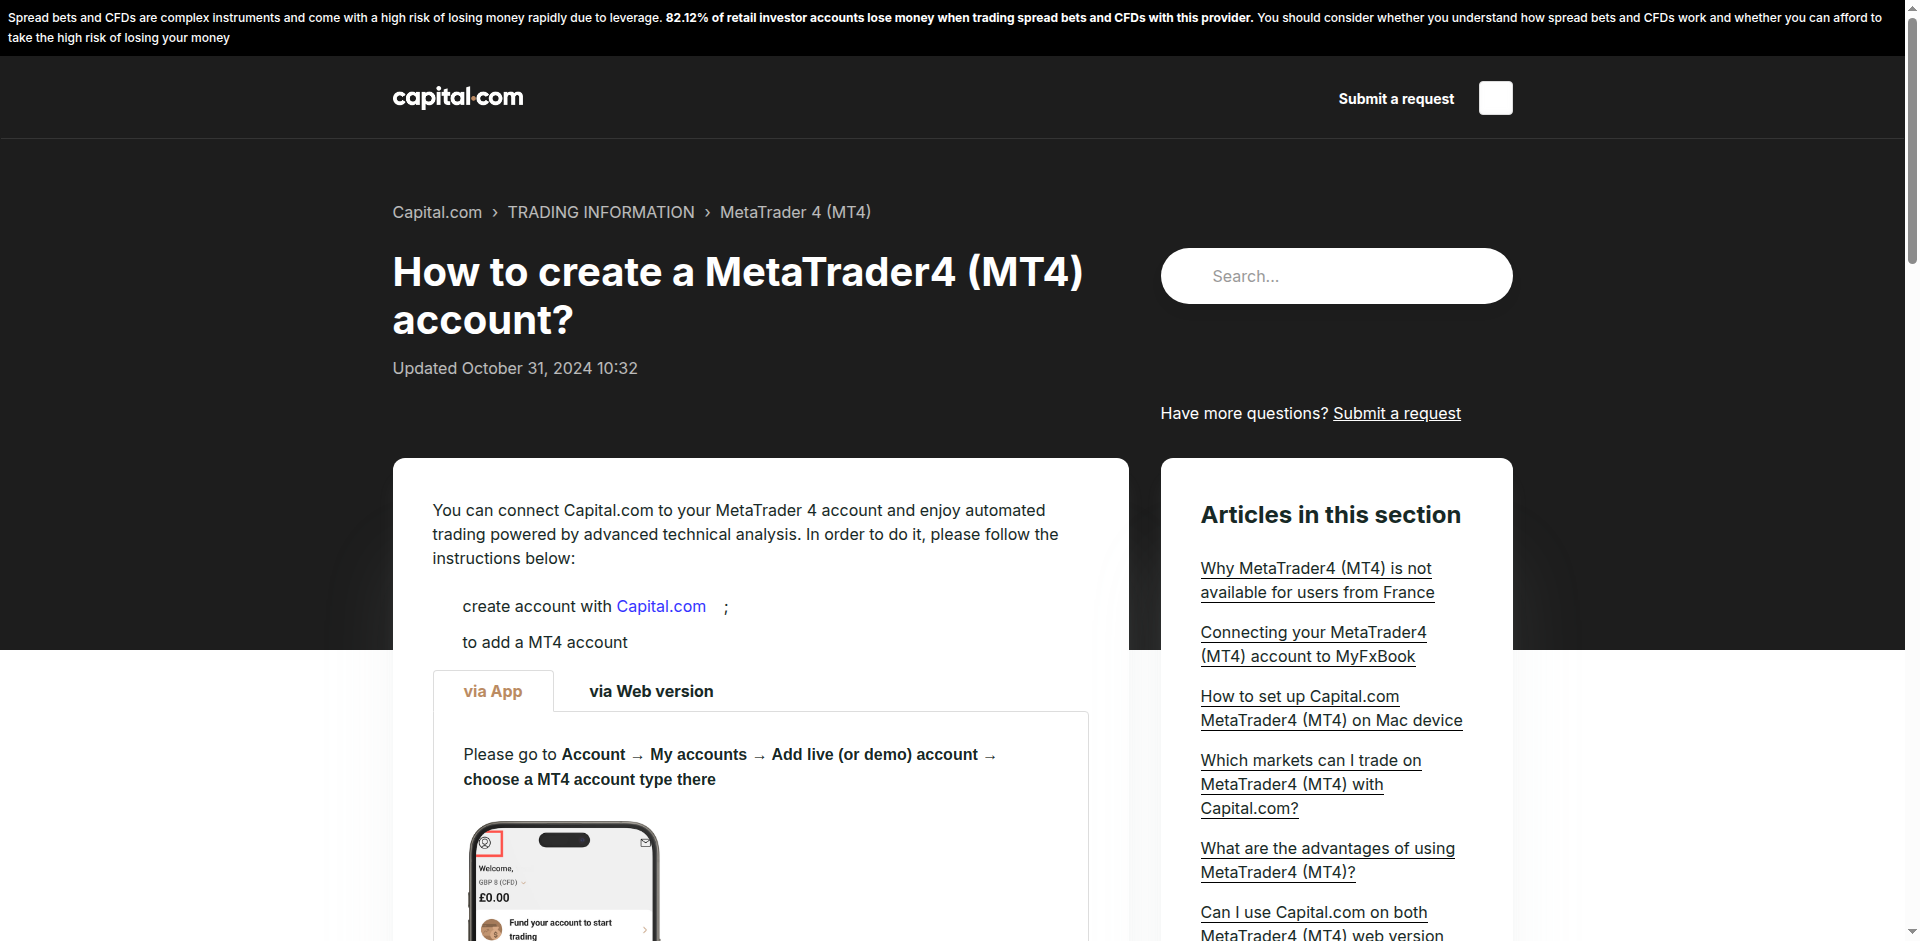 Spread bets and CFDs are complex instruments and come with a high risk of losing money rapidly due to leverage. 82.12% of retail investor accounts lose money when trading spread bets and CFDs with this provider. You should consider whether you understand how spread bets and CFDs work and whether you can afford to
take the high risk of losing your money
capital.com
Submit a request
Capital.com › TRADING INFORMATION › MetaTrader 4 (MT4)
How to create a MetaTrader4 (MT4)
account?
Updated October 31, 2024 10:32
Search...
Have more questions? Submit a request
You can connect Capital.com to your MetaTrader 4 account and enjoy automated
trading powered by advanced technical analysis. In order to do it, please follow the
instructions below:
create account with Capital.com ;
to add a MT4 account
via App
via Web version
Please go to Account → My accounts → Add live (or demo) account →
choose a MT4 account type there
Welcome,
GBP 8 (CFD)
£0.00
Fund your account to start
trading
Articles in this section
Why MetaTrader4 (MT4) is not
available for users from France
Connecting your MetaTrader4
(MT4) account to MyFxBook
How to set up Capital.com
MetaTrader4 (MT4) on Mac device
Which markets can I trade on
MetaTrader4 (MT4) with
Capital.com?
What are the advantages of using
MetaTrader4 (MT4)?
Can I use Capital.com on both
MetaTrader4 (MT4) web version